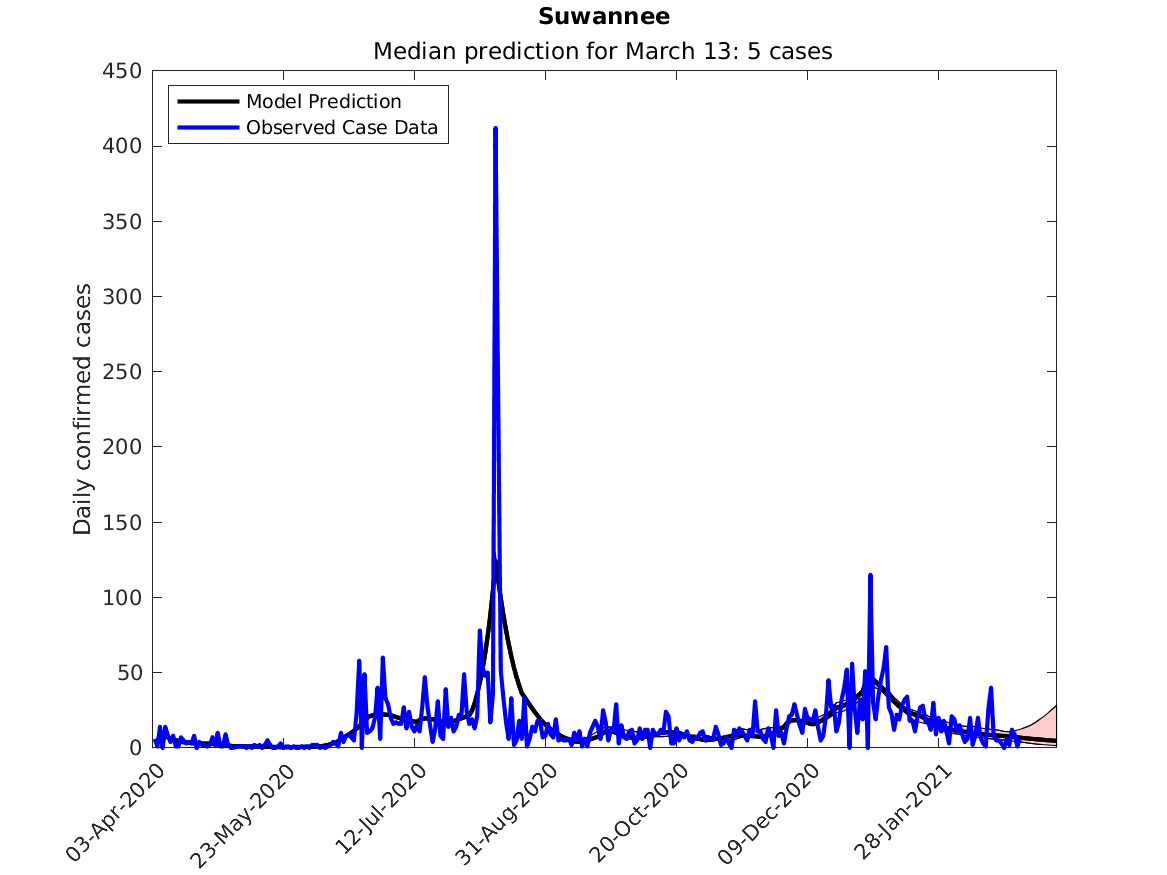 Suwannee
Median prediction for March 13: 5 cases
Model Prediction
Observed Case Data
Daily confirmed cases
450
400
350
300
250
200
150
100
50
0
03-Apr-2020
23-May-2020
12-Jul-2020
31-Aug-2020
20-Oct-2020
09-Dec-2020
28-Jan-2021